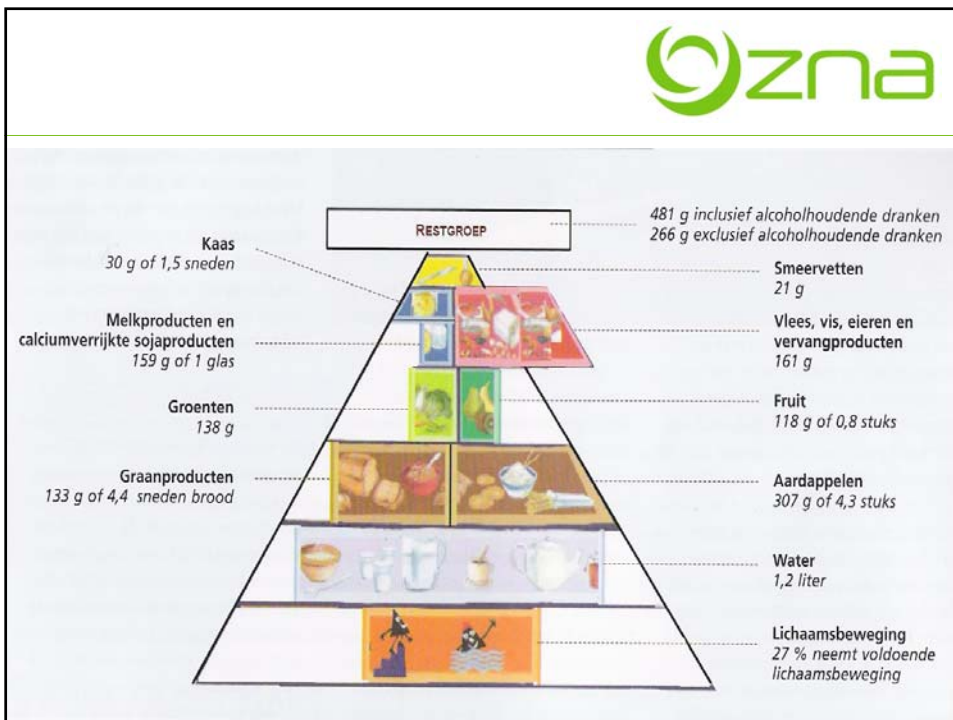 zna
RESTGROEP
481 g inclusief alcoholhoudende dranken
266 g exclusief alcoholhoudende dranken
Kaas
30 g of 1,5 sneden
Smeervetten
21 g
Melkproducten en
calciumverrijkte sojaproducten
159 g of 1 glas
Vlees, vis, eieren en
vervangproducten
161 g
Groenten
138 g
Fruit
118 g of 0,8 stuks
Graanproducten
133 g of 4,4 sneden brood
Aardappelen
307 g of 4,3 stuks
Water
1,2 liter
Lichaamsbeweging
27 % neemt voldoende
lichaamsbeweging